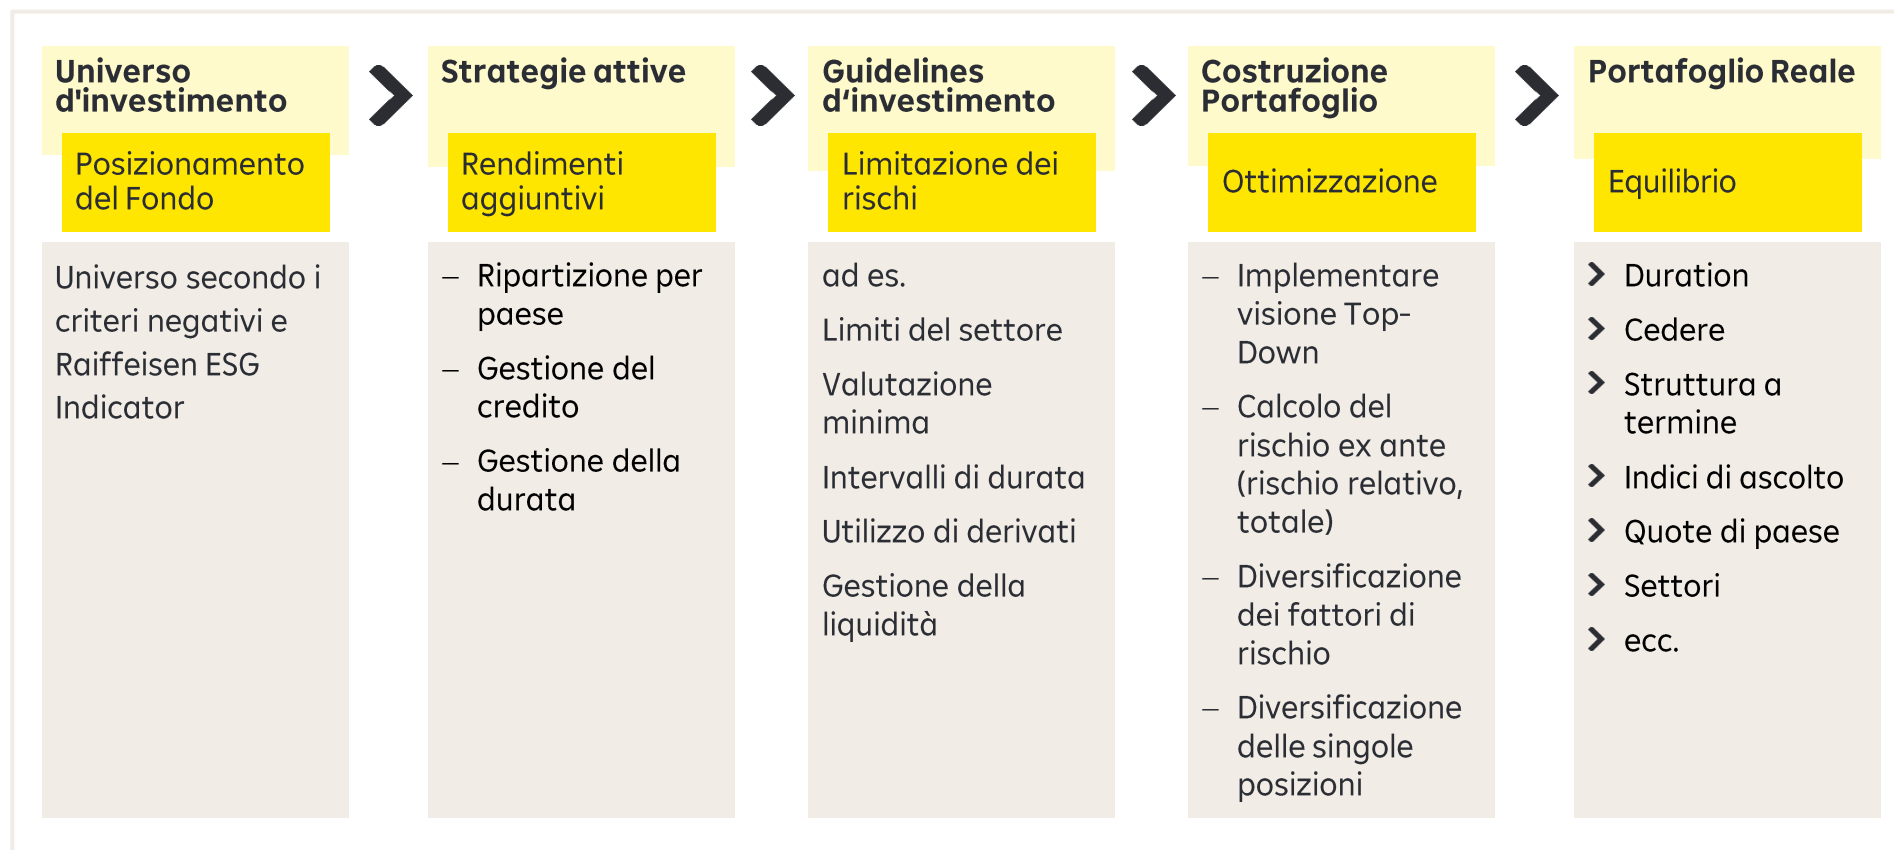 Universo
d'investimento
Posizionamento
del Fondo
Universo secondo i
criteri negativi e
Raiffeisen ESG
Indicator
Strategie attive
Rendimenti
aggiuntivi
– Ripartizione per
paese
– Gestione del
credito
– Gestione della
durata
Guidelines
d‘investimento
Limitazione dei
rischi
ad es.
Limiti del settore
Valutazione
minima
Intervalli di durata
Utilizzo di derivati
Gestione della
liquidità
Costruzione
Portafoglio
Ottimizzazione
– Implementare
visione Top-
Down
– Calcolo del
rischio ex ante
(rischio relativo,
totale)
– Diversificazione
dei fattori di
rischio
– Diversificazione
delle singole
posizioni
Portafoglio Reale
Equilibrio
Duration
Cedere
Struttura a
termine
Indici di ascolto
Quote di paese
Settori
ecc.